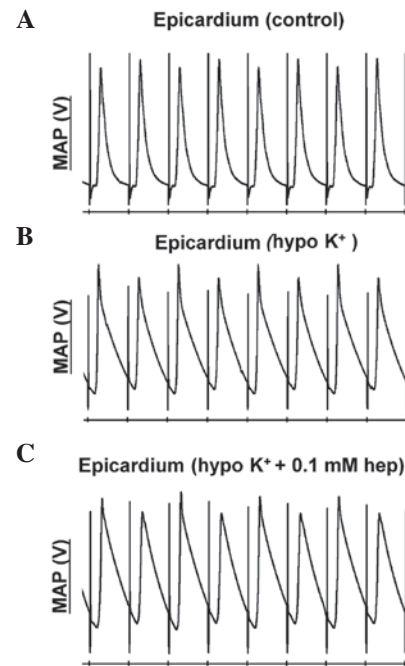 A
Epicardium (control)
MAP (V)
B
Epicardium (hypo K⁺ )
MAP (V)
C
Epicardium (hypo K⁺ + 0.1 mM hep)
MAP (V)